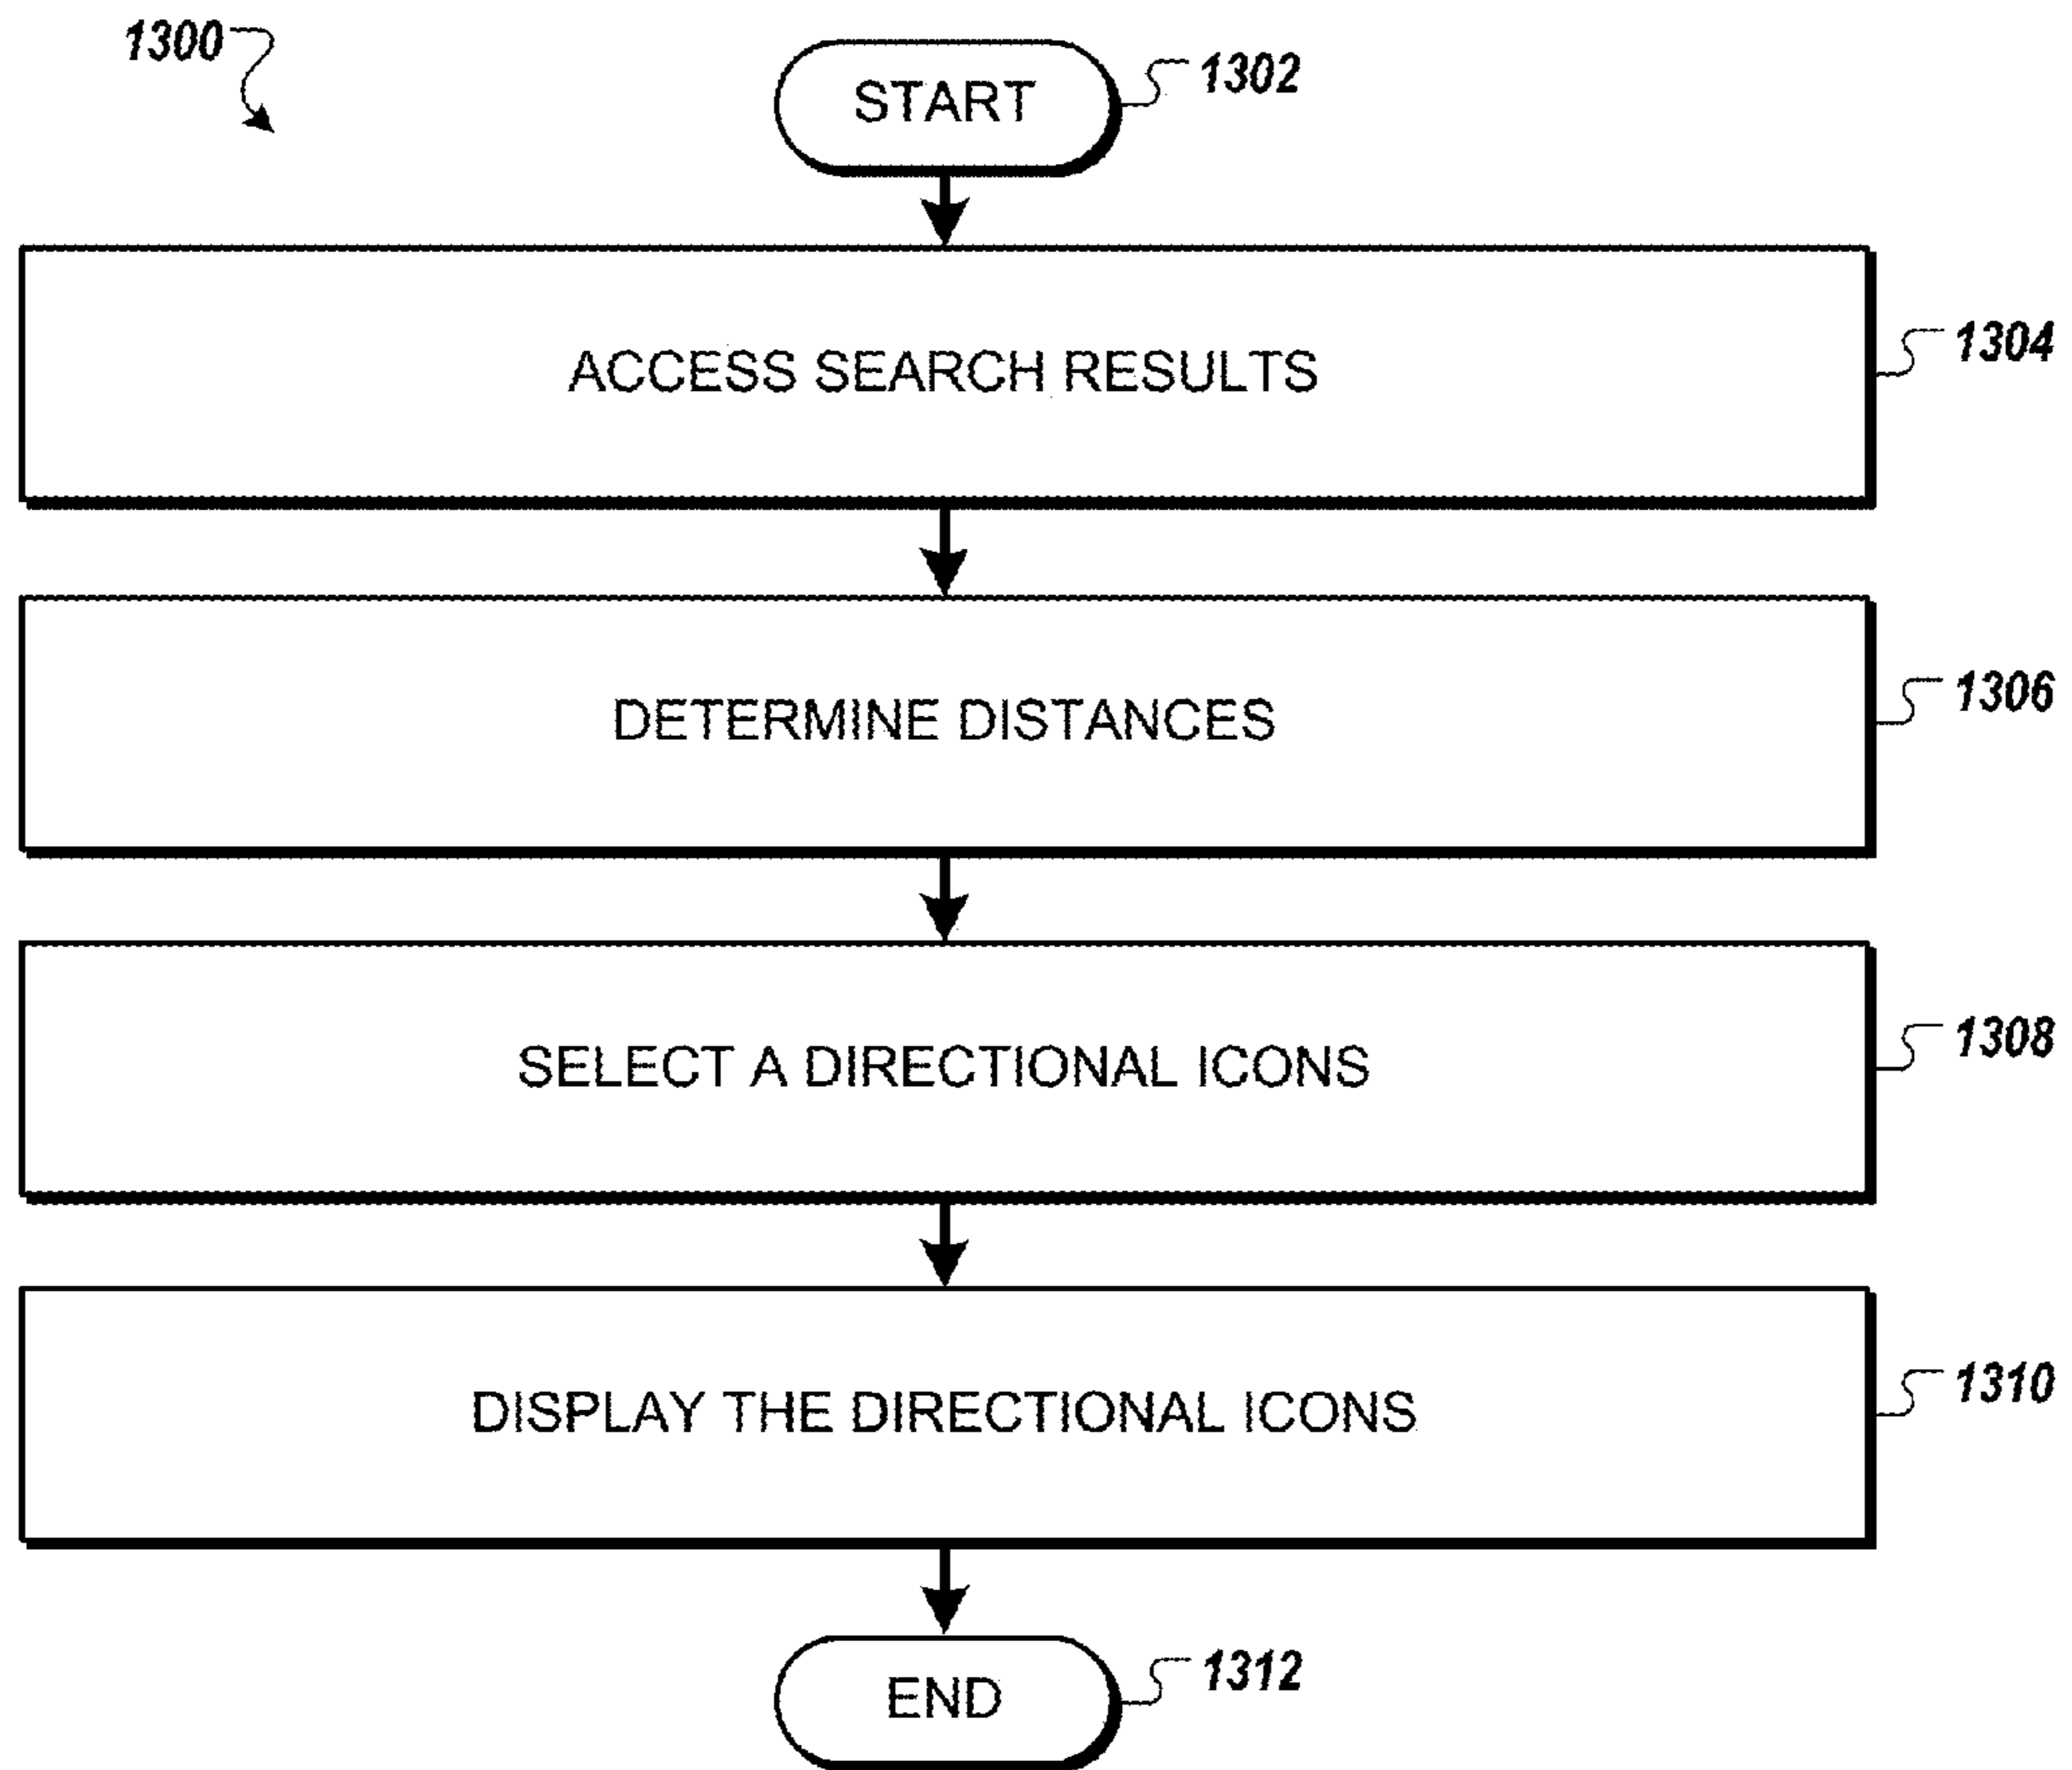 1300
START
1302
ACCESS SEARCH RESULTS
1304
DETERMINE DISTANCES
1306
SELECT A DIRECTIONAL ICONS
1308
DISPLAY THE DIRECTIONAL ICONS
1310
END
1312